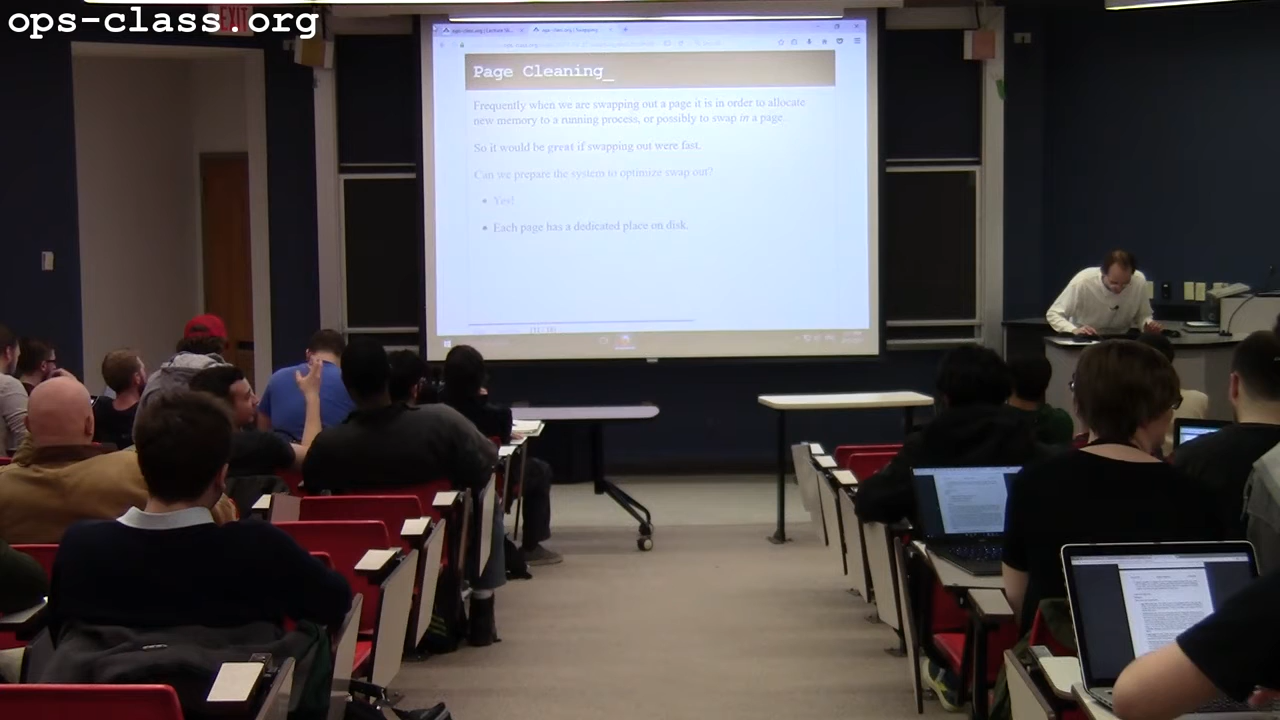 ops-class.org
EXIT
Page Cleaning_
Frequently when we are swapping out a page it is in order to allocate
new memory to a running process, or possibly to swap in a page.
So it would be great if swapping out were fast.
Can we prepare the system to optimize swap out?
Yes!
Each page has a dedicated place on disk.